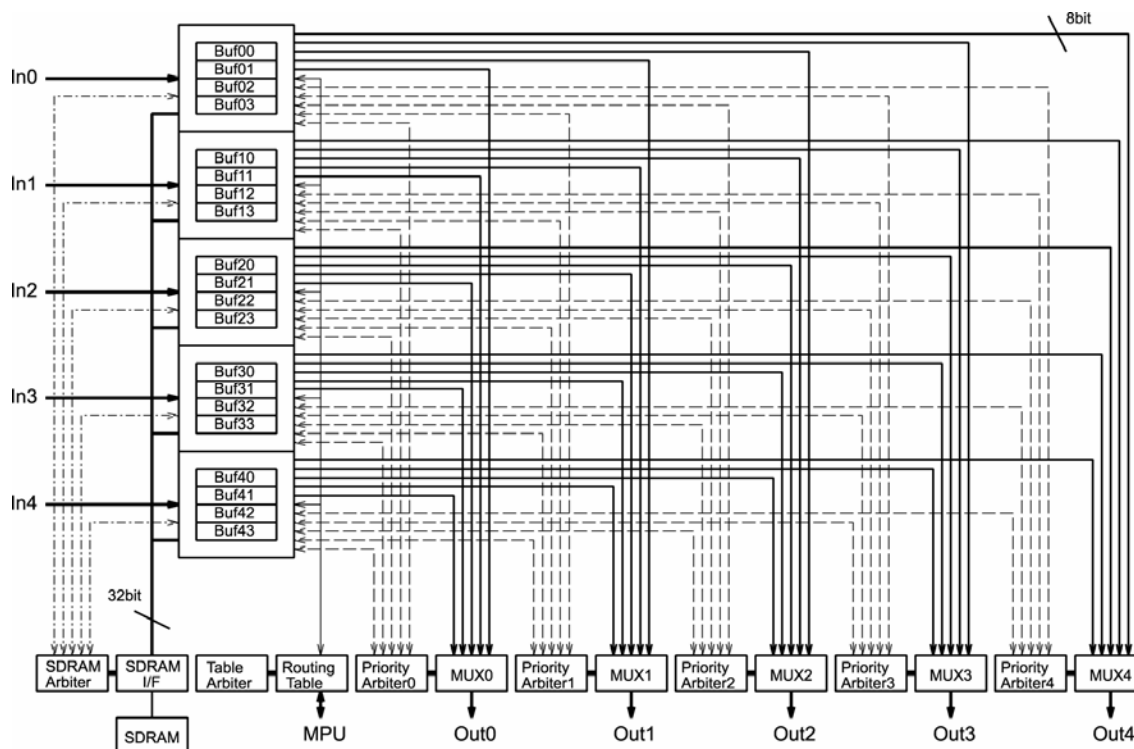 8bit
Buf00
Buf01
In0
Buf02
Buf03
Buf10
Buf11
In1
Buf12
Buf13
Buf20
Buf21
In2
Buf22
Buf23
Buf30
Buf31
In3
Buf32
Buf33
Buf40
Buf41
In4
Buf42
Buf43
32bit
SDRAM
Arbiter
SDRAM
I/F
Table
Arbiter
Routing
Table
Priority
Arbiter0
MUX0
Priority
Arbiter1
MUX1
Priority
Arbiter2
MUX2
Priority
Arbiter3
MUX3
Priority
Arbiter4
MUX4
SDRAM
MPU
Out0
Out1
Out2
Out3
Out4